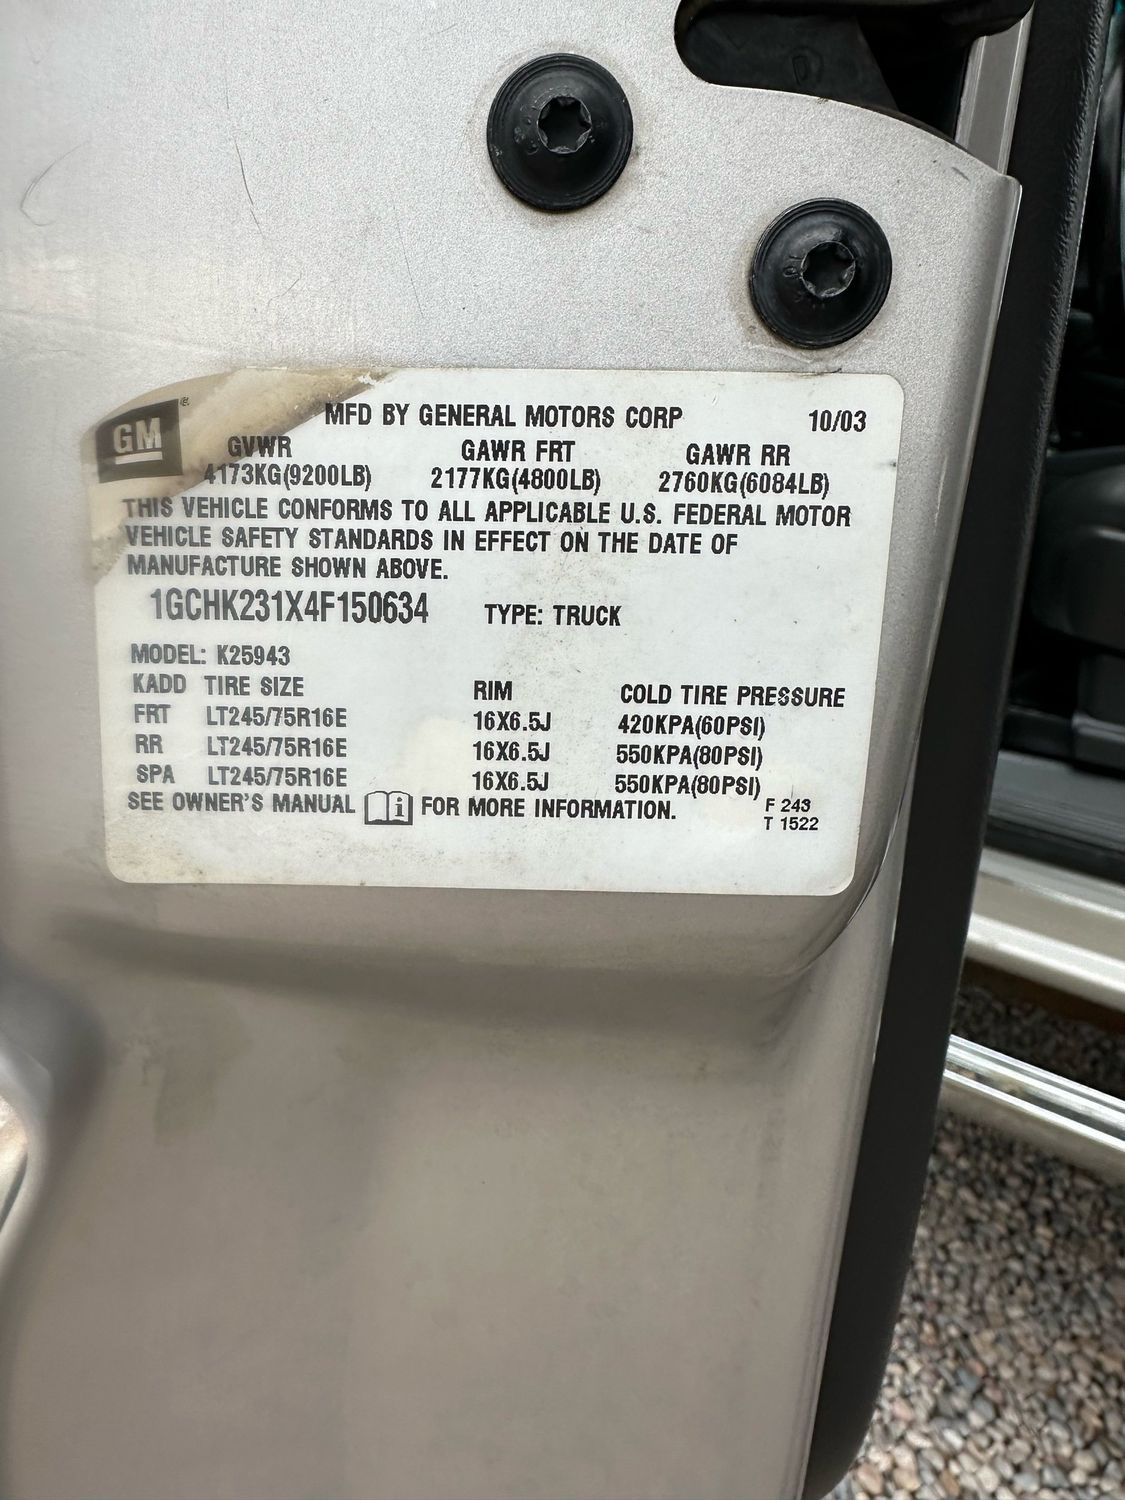 GM
MFD BY GENERAL MOTORS CORP 10/03
GVWR GAWR FRT GAWR RR
4173KG(9200LB) 2177KG(4800LB) 2760KG(6084LB)
THIS VEHICLE CONFORMS TO ALL APPLICABLE U.S. FEDERAL MOTOR
VEHICLE SAFETY STANDARDS IN EFFECT ON THE DATE OF
MANUFACTURE SHOWN ABOVE.
1GCHK231X4F150634 TYPE: TRUCK
MODEL: K25943
KADD TIRE SIZE RIM COLD TIRE PRESSURE
FRT LT245/75R16E 16X6.5J 420KPA(60PSI)
RR LT245/75R16E 16X6.5J 550KPA(80PSI)
SPA LT245/75R16E 16X6.5J 550KPA(80PSI)
SEE OWNER'S MANUAL i FOR MORE INFORMATION.
F 243
T 1522